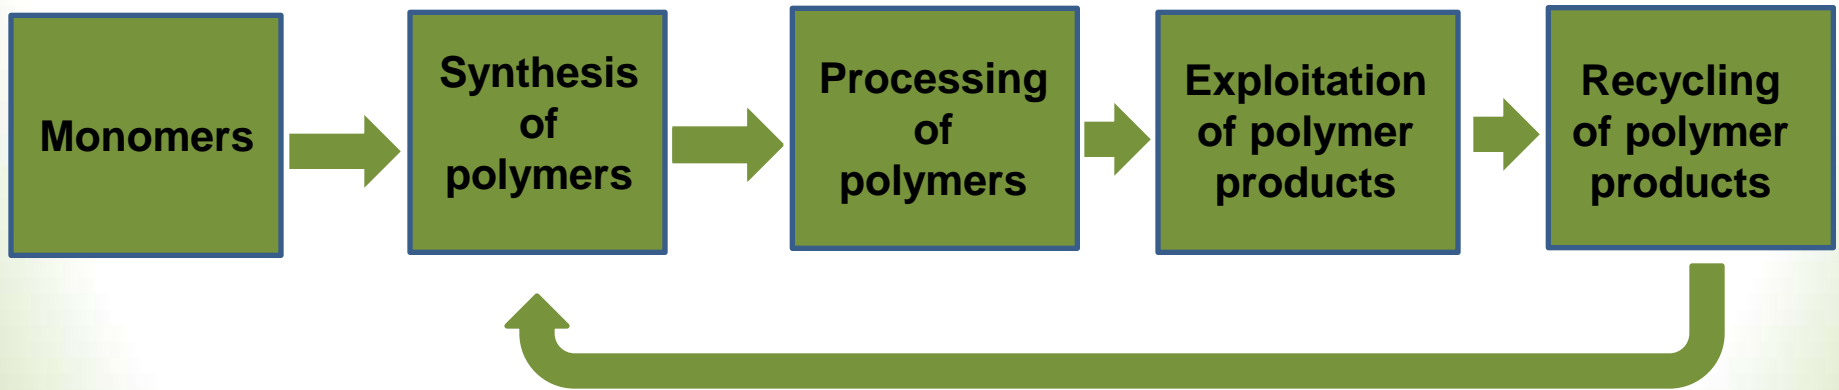 Monomers
Synthesis
of
polymers
Processing
of
polymers
Exploitation
of polymer
products
Recycling
of polymer
products